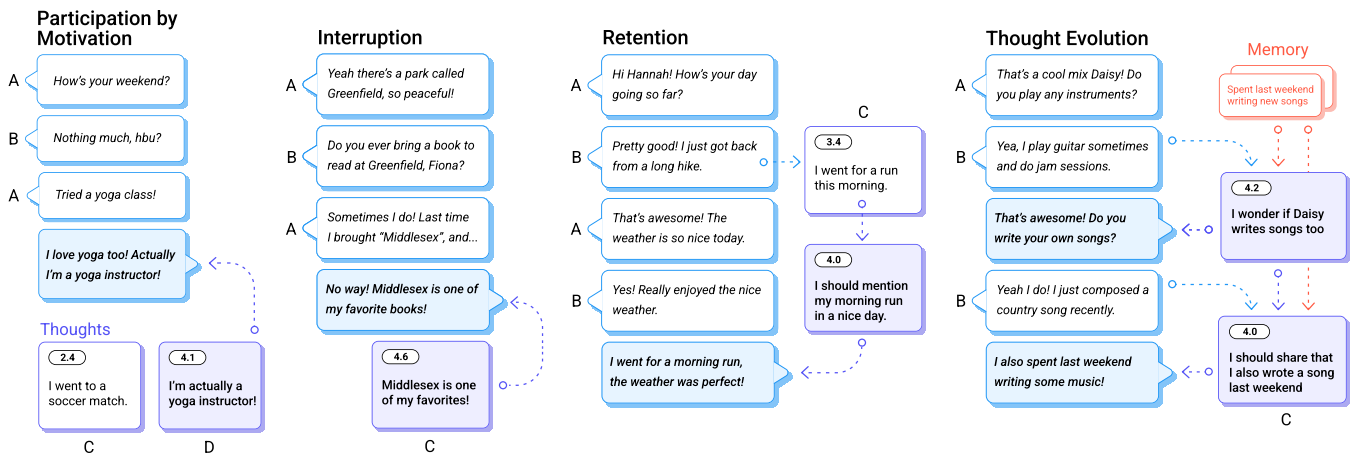 Participation by
Motivation
A
How's your weekend?
B
Nothing much, hbu?
A
Tried a yoga class!
I love yoga too! Actually
I'm a yoga instructor!
Thoughts
2.4
I went to a
soccer match.
C
4.1
I'm actually a
yoga instructor!
D
Interruption
A
Yeah there's a park called
Greenfield, so peaceful!
B
Do you ever bring a book to
read at Greenfield, Fiona?
A
Sometimes I do! Last time
I brought "Middlesex", and...
No way! Middlesex is one of
my favorite books!
4.6
Middlesex is one
of my favorites!
C
Retention
A
Hi Hannah! How's your day
going so far?
B
Pretty good! I just got back
from a long hike.
A
That's awesome! The
weather is so nice today.
B
Yes! Really enjoyed the nice
weather.
I went for a morning run,
the weather was perfect!
C
3.4
I went for a run
this morning.
4.0
I should mention
my morning run
in a nice day.
Thought Evolution
A
That's a cool mix Daisy! Do
you play any instruments?
B
Yea, I play guitar sometimes
and do jam sessions.
That's awesome! Do you
write your own songs?
B
Yeah I do! I just composed a
country song recently.
I also spent last weekend
writing some music!
Memory
Spent last weekend
writing new songs
4.2
I wonder if Daisy
writes songs too
4.0
I should share that
I also wrote a song
last weekend
C